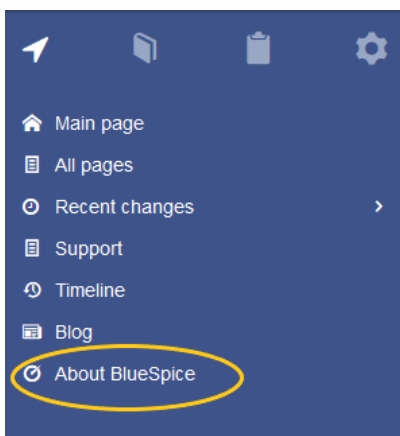 Main page
All pages
Recent changes
Support
Timeline
Blog
About BlueSpice